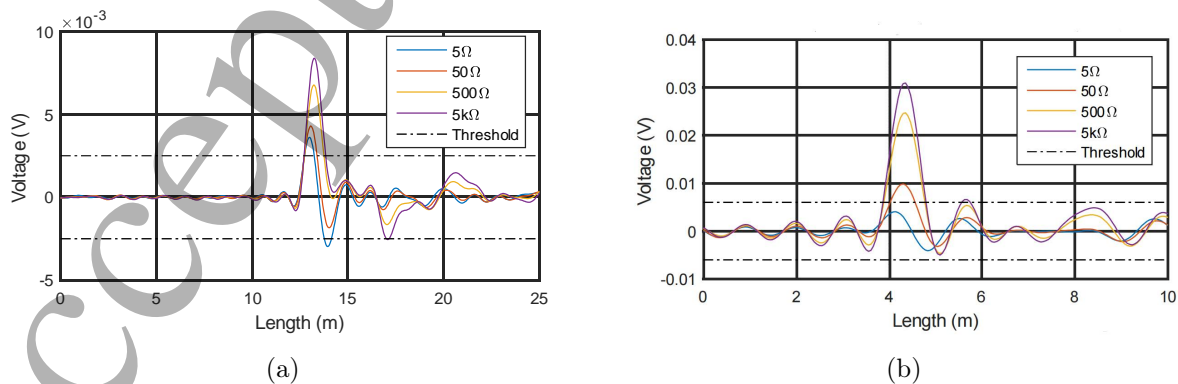 ccept
×10⁻³
10
5
0
-5
Voltage (V)
0 5 10 15 20 25
Length (m)
5Ω
50Ω
500Ω
5kΩ
Threshold
(a)
0.04
0.03
0.02
0.01
0
-0.01
Voltage (V)
0 2 4 6 8 10
Length (m)
5Ω
50Ω
500Ω
5kΩ
Threshold
(b)